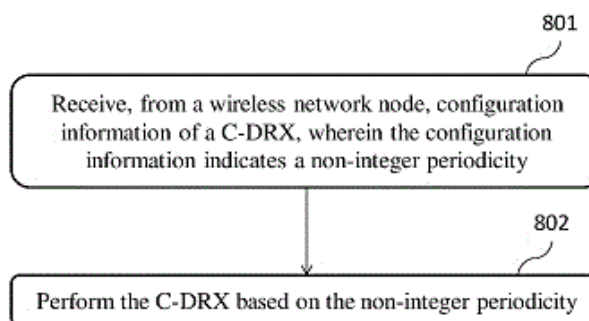 801
Receive, from a wireless network node, configuration
information of a C-DRX, wherein the configuration
information indicates a non-integer periodicity
802
Perform the C-DRX based on the non-integer periodicity